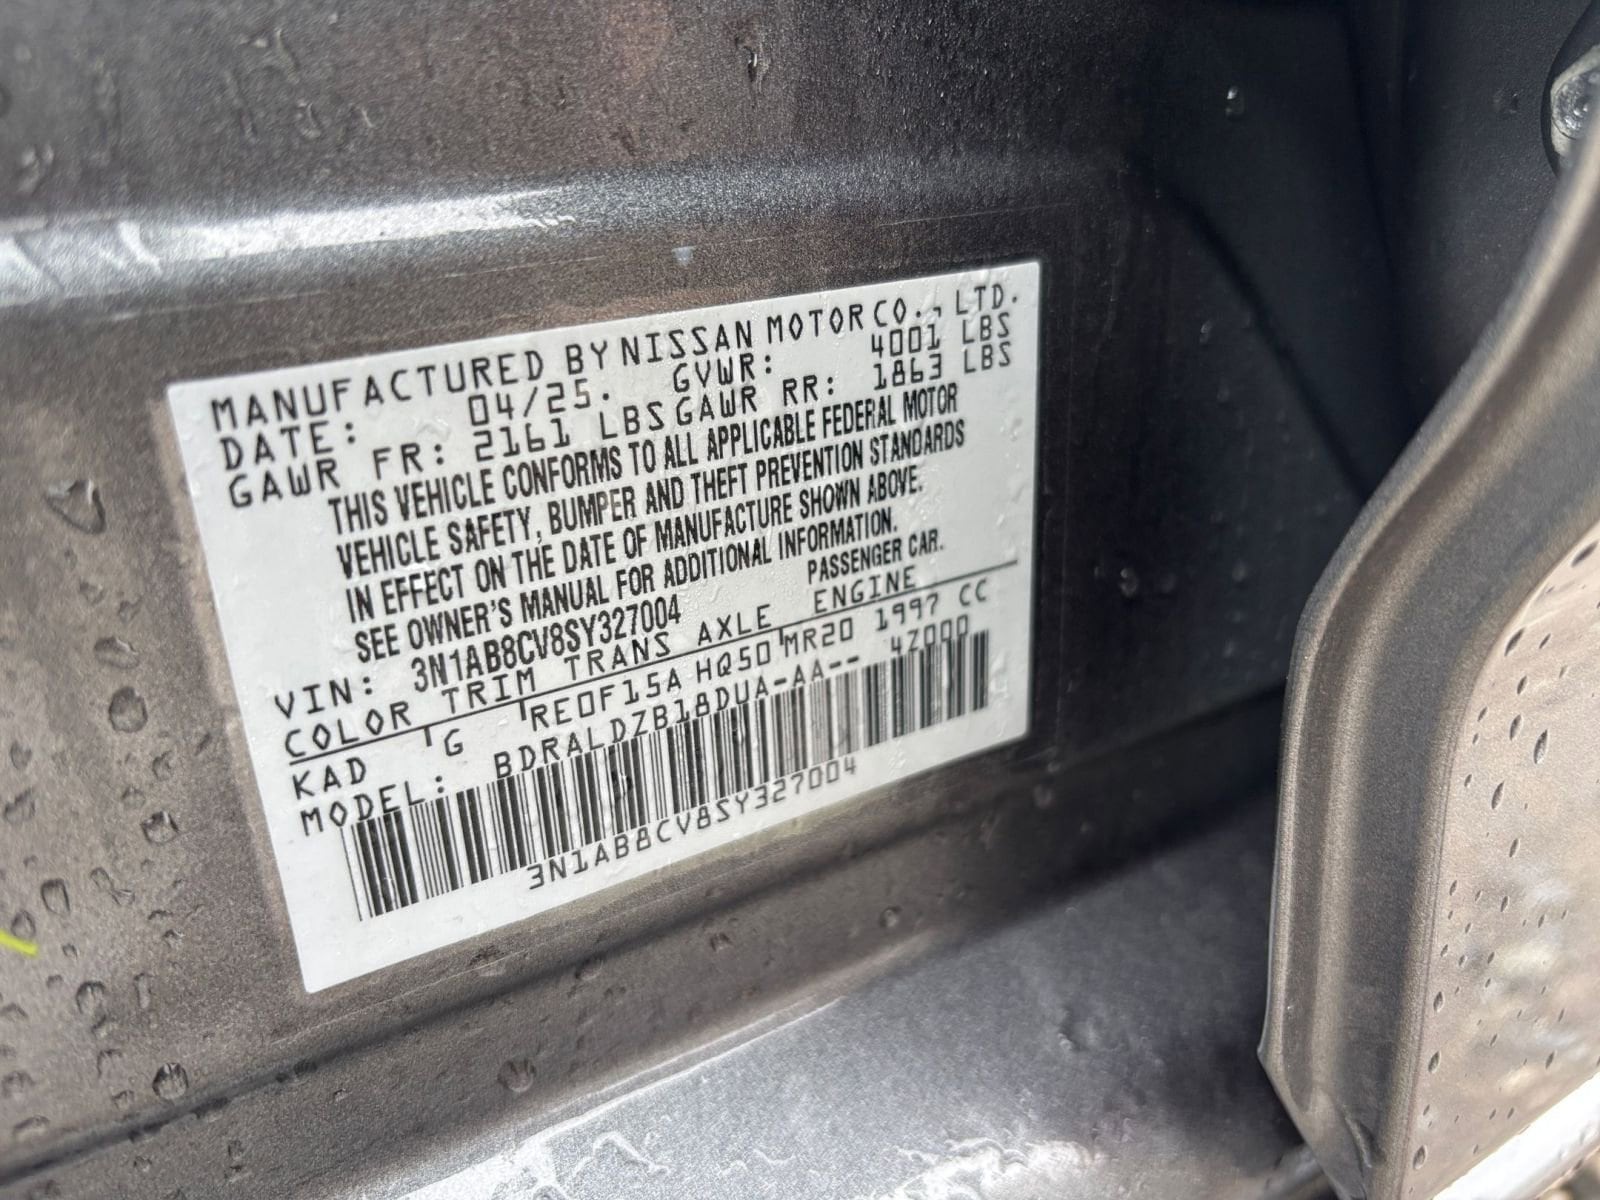 MANUFACTURED BY NISSAN MOTOR CO., LTD.
DATE: 04/25. GVWR: 4001 LBS
GAWR FR: 2161 LBS GAWR RR: 1863 LBS
THIS VEHICLE CONFORMS TO ALL APPLICABLE FEDERAL MOTOR
VEHICLE SAFETY, BUMPER AND THEFT PREVENTION STANDARDS
IN EFFECT ON THE DATE OF MANUFACTURE SHOWN ABOVE.
SEE OWNER'S MANUAL FOR ADDITIONAL INFORMATION.
VIN: 3N1AB8CV8SY327004 PASSENGER CAR.
COLOR TRIM TRANS AXLE ENGINE
KAD G RE0F15A HQ50 MR20 1997 CC
MODEL: BDRALDZB18DUA-AA-- 4Z000
3N1AB8CV8SY327004